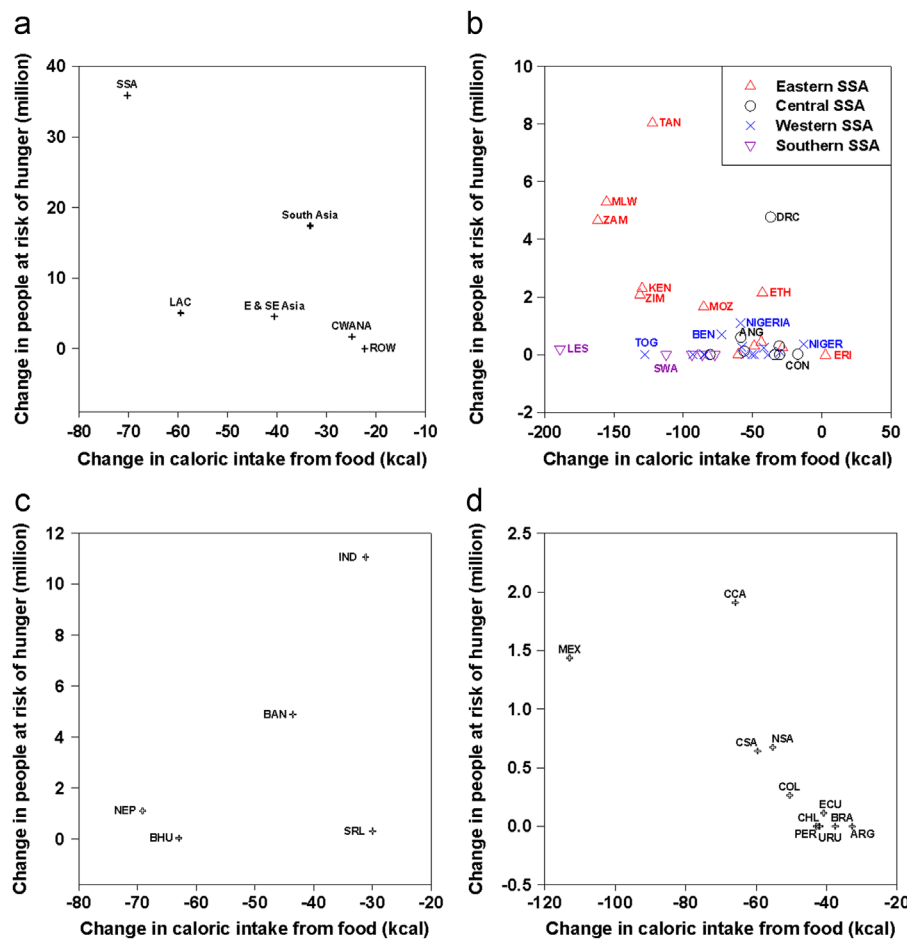 a
Change in people at risk of hunger (million)
40
30
20
10
0
SSA
South Asia
LAC
E & SE Asia
CWANA
ROW
-80 -70 -60 -50 -40 -30 -20 -10
Change in caloric intake from food (kcal)
b
Change in people at risk of hunger (million)
10
8
6
4
2
0
-2
Eastern SSA
Central SSA
Western SSA
Southern SSA
TAN
MLW
ZAM
DRC
KEN
ZIM
ETH
MOZ
NIGERIA
ANG
BEN
TOG
NIGER
LES
SWA
CON
ERI
-200 -150 -100 -50 0 50
Change in caloric intake from food (kcal)
c
Change in people at risk of hunger (million)
12
10
8
6
4
2
0
IND
BAN
NEP
BHU
SRL
-80 -70 -60 -50 -40 -30 -20
Change in caloric intake from food (kcal)
d
Change in people at risk of hunger (million)
2.5
2.0
1.5
1.0
0.5
0.0
-0.5
CCA
MEX
CSA
NSA
COL
ECU
CHL
BRA
PER
URU
ARG
-120 -100 -80 -60 -40 -20
Change in caloric intake from food (kcal)